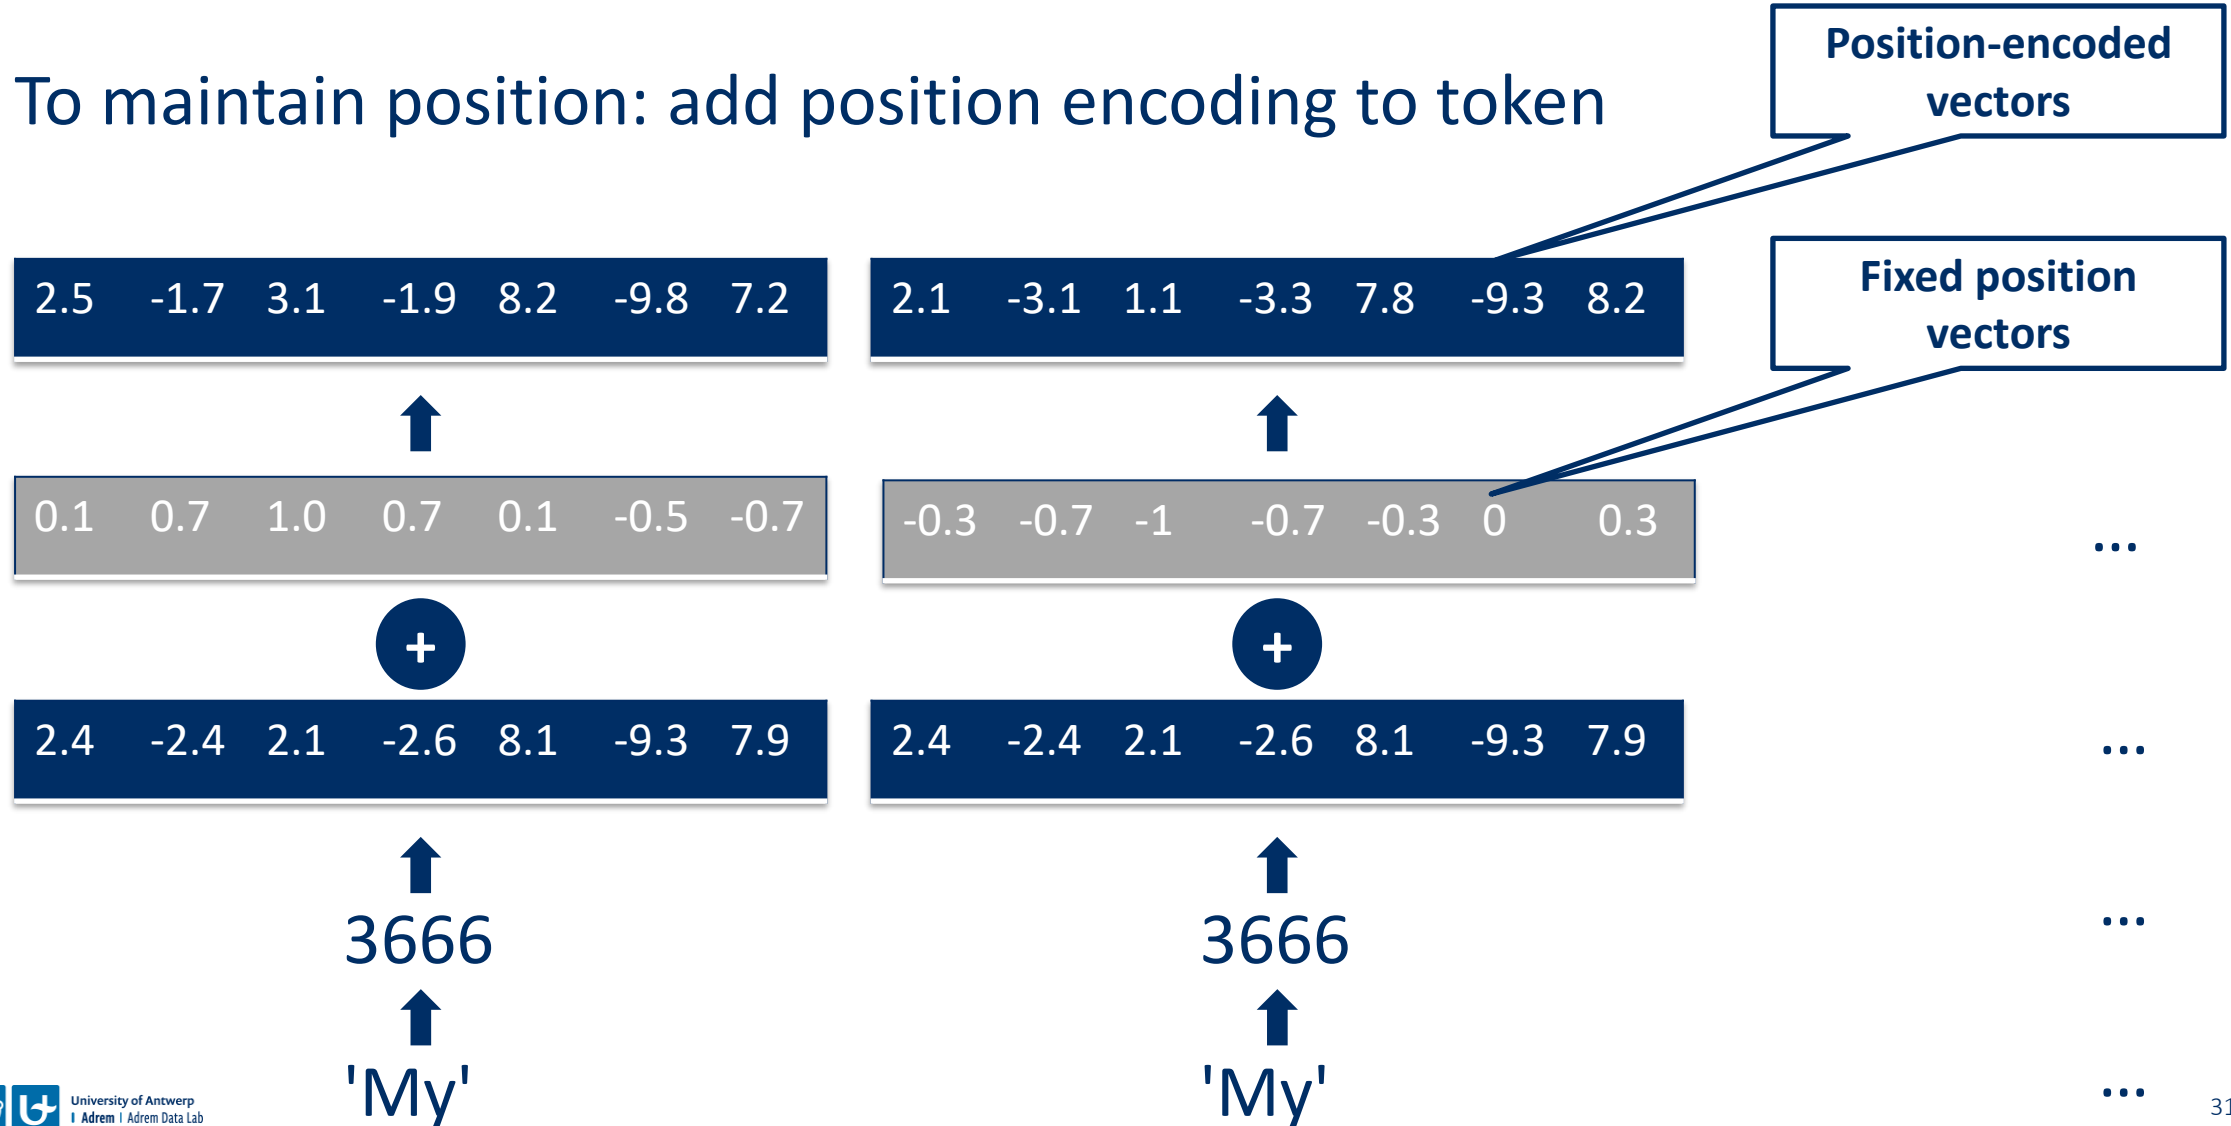 To maintain position: add position encoding to token
Position-encoded
vectors
2.5 -1.7 3.1 -1.9 8.2 -9.8 7.2
2.1 -3.1 1.1 -3.3 7.8 -9.3 8.2
Fixed position
vectors
0.1 0.7 1.0 0.7 0.1 -0.5 -0.7
-0.3 -0.7 -1 -0.7 -0.3 0 0.3
...
+ +
2.4 -2.4 2.1 -2.6 8.1 -9.3 7.9
2.4 -2.4 2.1 -2.6 8.1 -9.3 7.9
...
3666 3666 ...
'My' 'My' ...
University of Antwerp
I Adrem | Adrem Data Lab
31